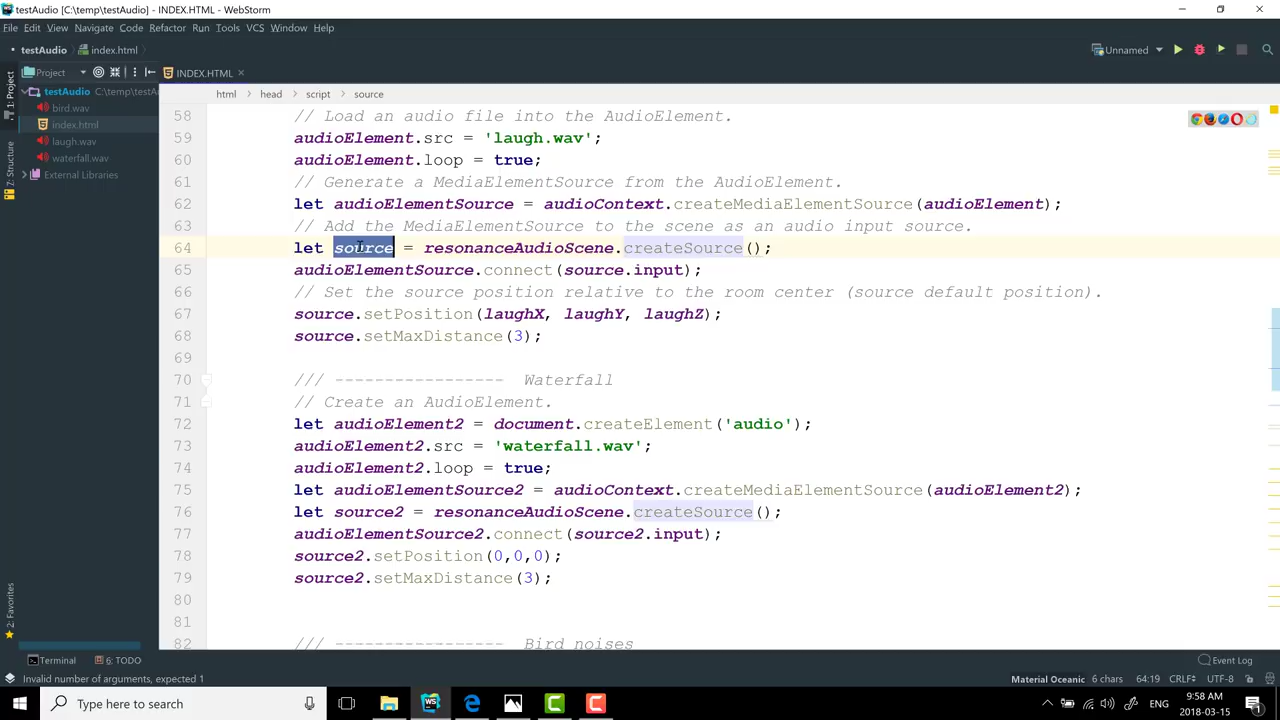 testAudio [C:\temp\testAudio] - ...\INDEX.HTML - WebStorm
File Edit View Navigate Code Refactor Run Tools VCS Window Help
testAudio index.html Unnamed
1: Project Project INDEX.HTML
testAudio C:\temp\testAu html head script source
bird.wav
index.html
laugh.wav
waterfall.wav
External Libraries
Z: Structure
2: Favorites
58 // Load an audio file into the AudioElement.
59 audioElement.src = 'laugh.wav';
60 audioElement.loop = true;
61 // Generate a MediaElementSource from the AudioElement.
62 let audioElementSource = audioContext.createMediaElementSource(audioElement);
63 // Add the MediaElementSource to the scene as an audio input source.
64 let source = resonanceAudioScene.createSource();
65 audioElementSource.connect(source.input);
66 // Set the source position relative to the room center (source default position).
67 source.setPosition(laughX, laughY, laughZ);
68 source.setMaxDistance(3);
69
70 /// ----------------- Waterfall
71 // Create an AudioElement.
72 let audioElement2 = document.createElement('audio');
73 audioElement2.src = 'waterfall.wav';
74 audioElement2.loop = true;
75 let audioElementSource2 = audioContext.createMediaElementSource(audioElement2);
76 let source2 = resonanceAudioScene.createSource();
77 audioElementSource2.connect(source2.input);
78 source2.setPosition(0,0,0);
79 source2.setMaxDistance(3);
80
81
82 /// ----------------- Bird noises
Terminal 6: TODO Event Log
Invalid number of arguments, expected 1 Material Oceanic 6 chars 64:19 CRLF÷ UTF-8÷
Type here to search ENG 9:58 AM
2018-03-15 1